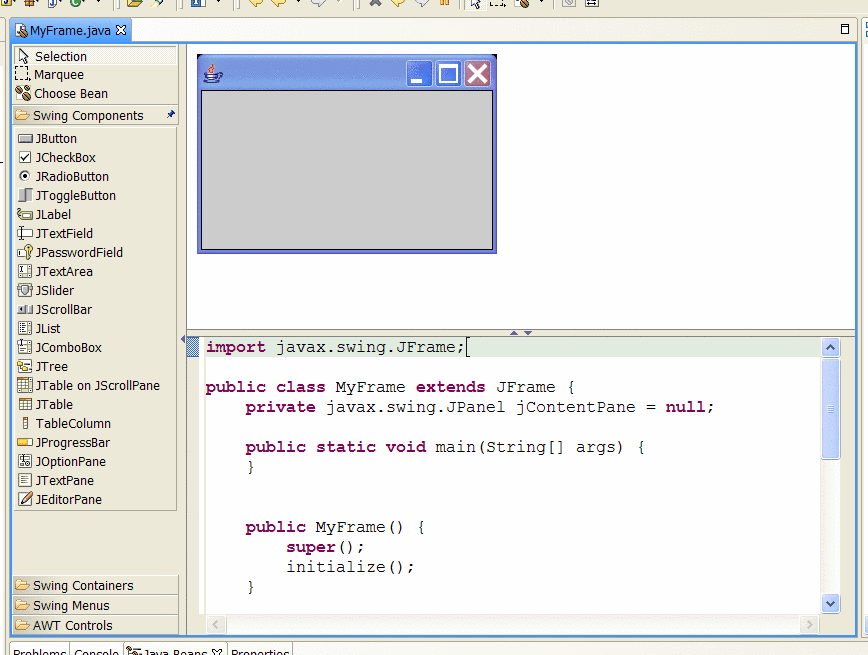 MyFrame.java
Selection
Marquee
Choose Bean
Swing Components
JButton
JCheckBox
JRadioButton
JToggleButton
JLabel
JTextField
JPasswordField
JTextArea
JSlider
JScrollBar
JList
JComboBox
JTree
JTable on JScrollPane
JTable
TableColumn
JProgressBar
JOptionPane
JTextPane
JEditorPane
Swing Containers
Swing Menus
AWT Controls
import javax.swing.JFrame;
public class MyFrame extends JFrame {
private javax.swing.JPanel jContentPane = null;
public static void main(String[] args) {
}
public MyFrame() {
super();
initialize();
}
Problems Console Java Beans Properties